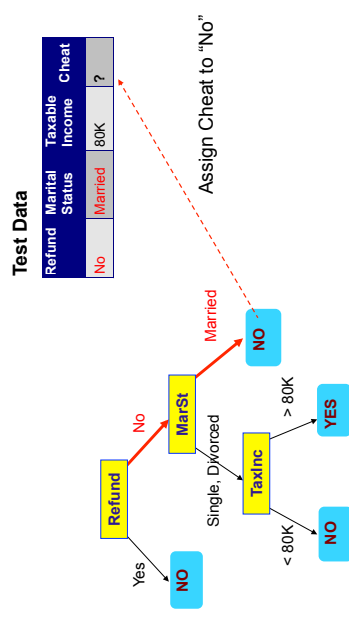 Test Data
Refund Marital Status Taxable Income Cheat
No Married 80K ?
Refund
Yes
No
NO
MarSt
Single, Divorced
Married
TaxInc
NO
< 80K
> 80K
NO
YES
Assign Cheat to “No”